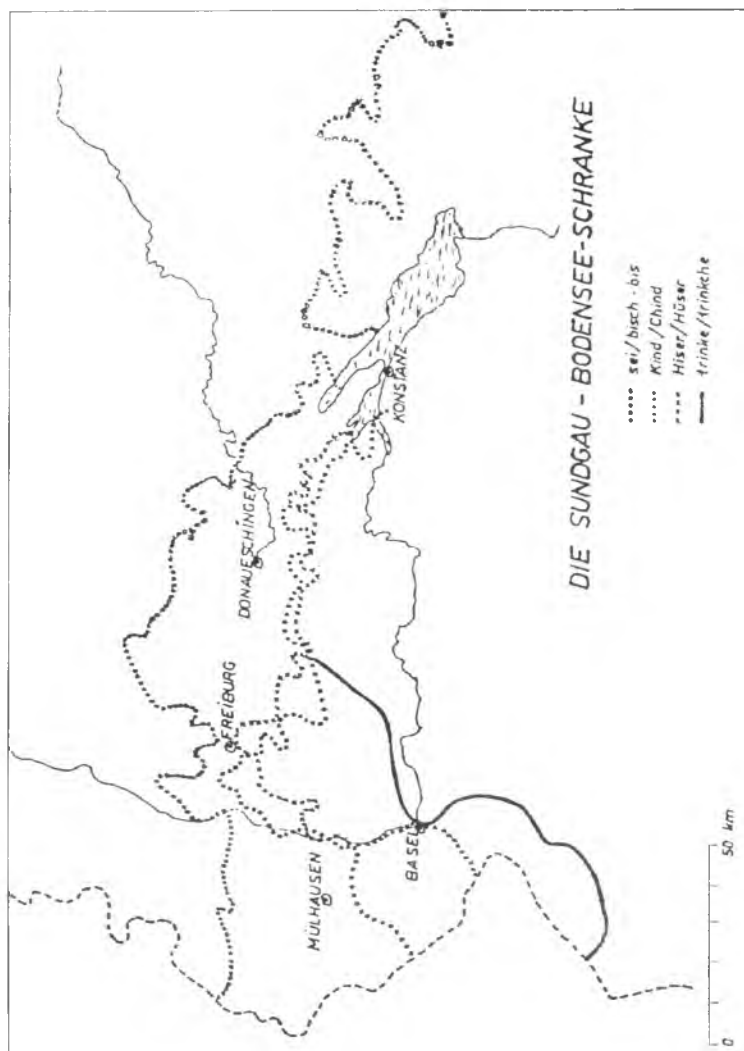 DIE SUNDGAU - BODENSEE - SCHRANKE
sei/bisch - bis
Kind/Chind
Hiser/Hüser
trinke/trinkche
FREIBURG
DONAUESCHINGEN
MÜLHAUSEN
BASEL
KONSTANZ
0
50 km